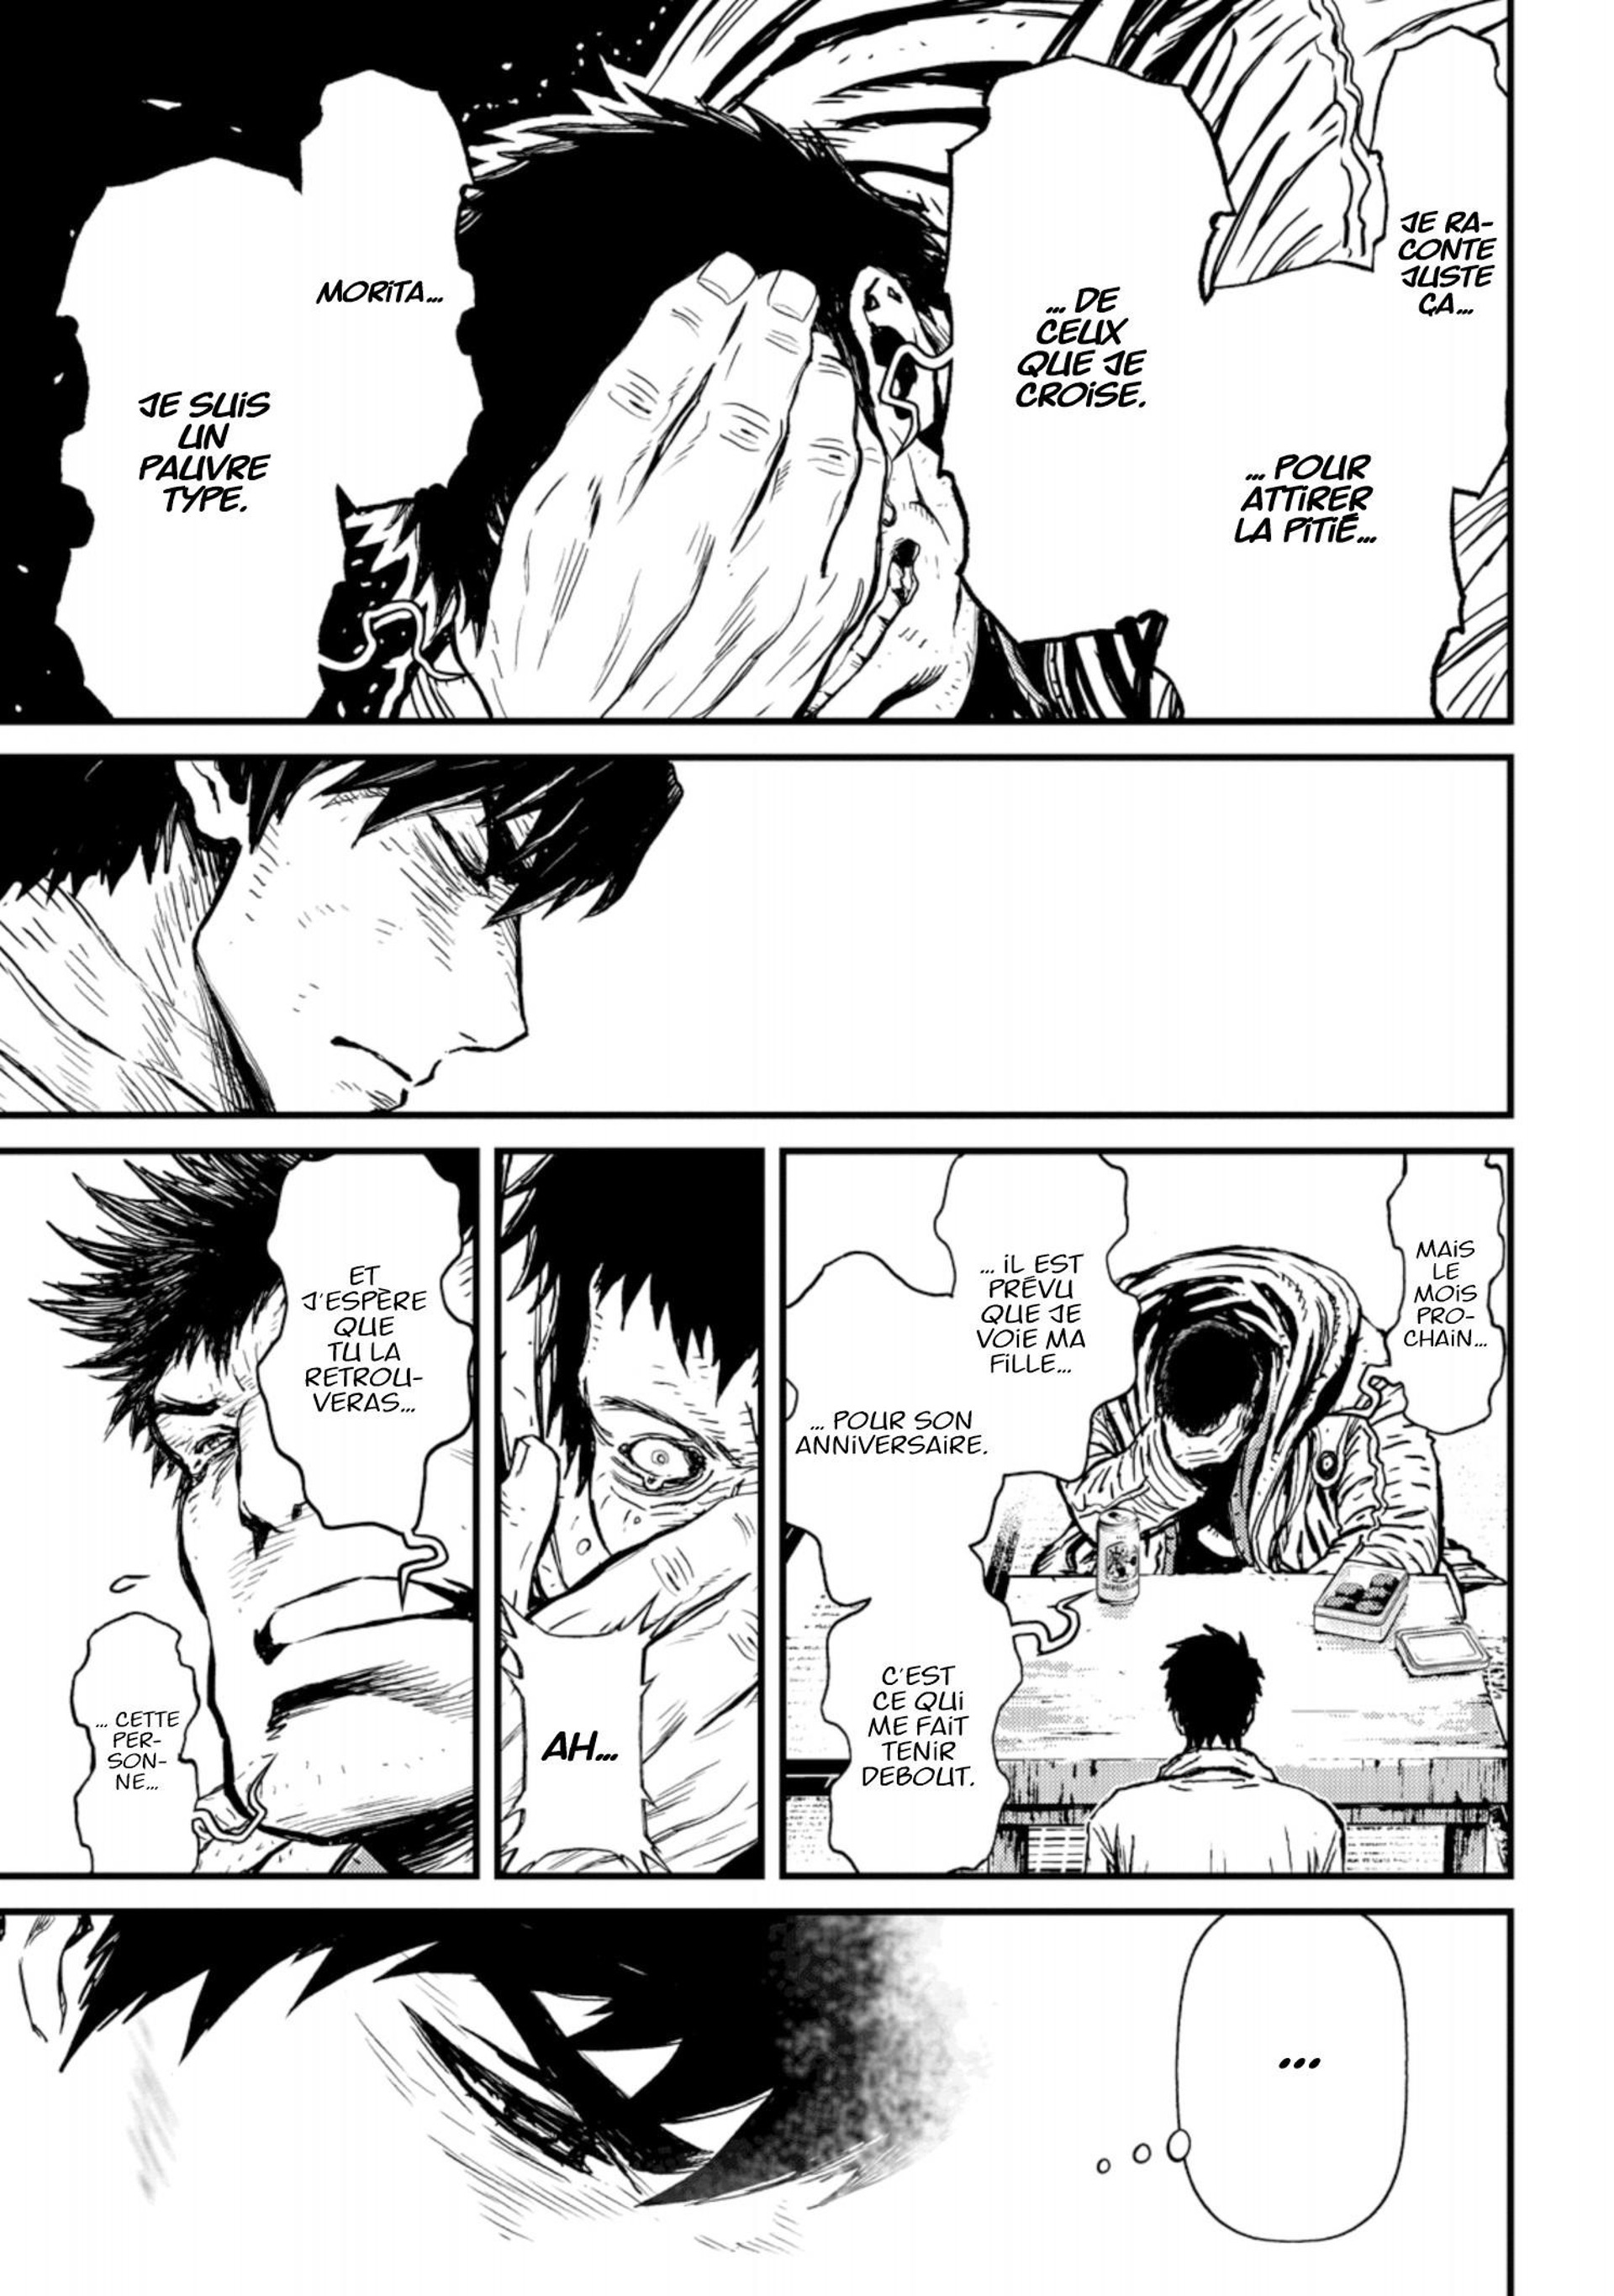 JE RA-
CONTE
JUSTE
ÇA...
... POUR
ATTIRER
LA PITIÉ...
... DE
CEUX
QUE JE
CROISE.
MORITA...
JE SUIS
UN
PAUVRE
TYPE.
MAIS
LE
MOIS
PRO-
CHAIN...
... IL EST
PRÉVU
QUE JE
VOIE MA
FILLE...
... POUR SON
ANNIVERSAIRE.
C'EST
CE QUI
ME FAIT
TENIR
DEBOUT.
AH...
ET
J'ESPÈRE
QUE
TU LA
RETROU-
VERAS...
... CETTE
PER-
SON-
NE...
...